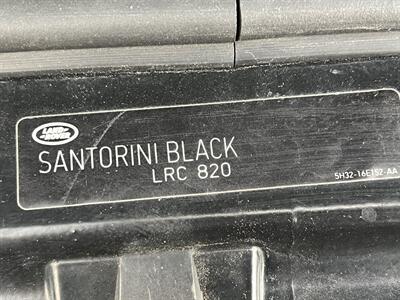 LAND
ROVER
SANTORINI BLACK
LRC 820
5H32-16E152-AA